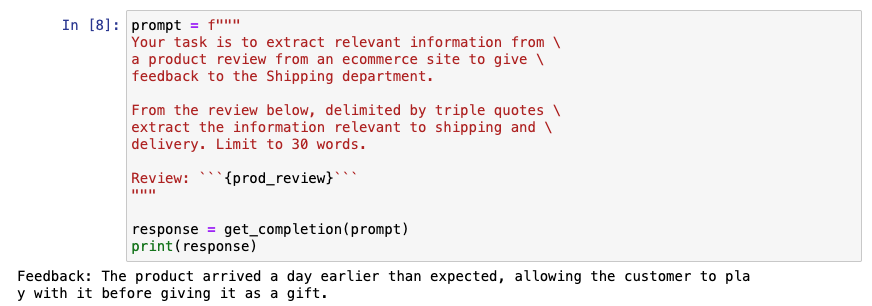 In [8]: prompt = f"""
Your task is to extract relevant information from \
a product review from an ecommerce site to give \
feedback to the Shipping department.
From the review below, delimited by triple quotes \
extract the information relevant to shipping and \
delivery. Limit to 30 words.
Review: ```{prod_review}```
"""
response = get_completion(prompt)
print(response)
Feedback: The product arrived a day earlier than expected, allowing the customer to pla
y with it before giving it as a gift.